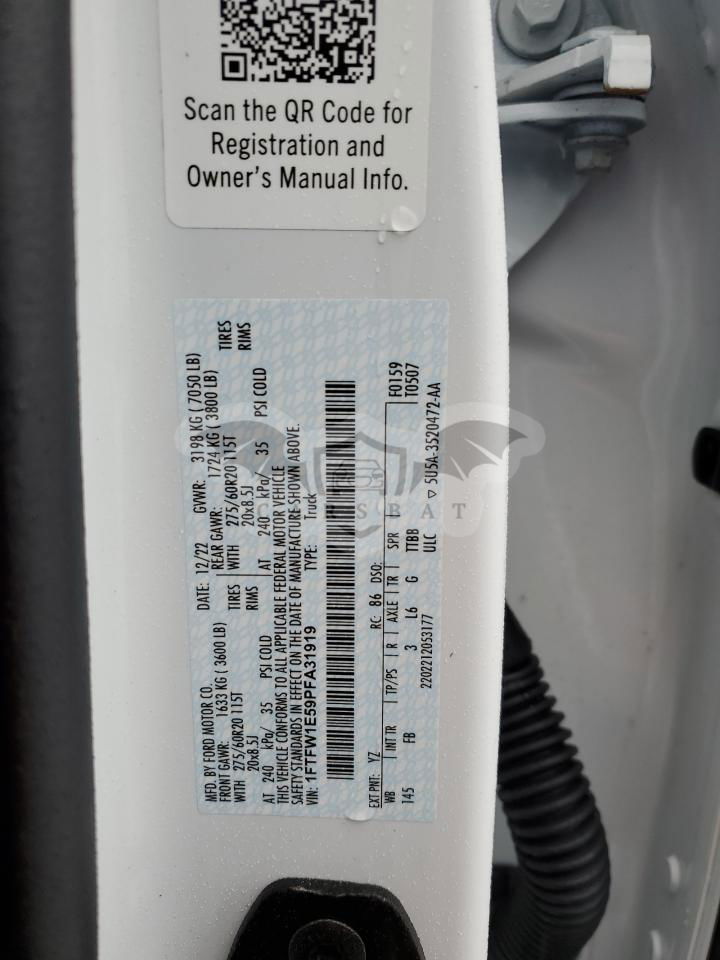 Scan the QR Code for
Registration and
Owner's Manual Info.
MFD. BY FORD MOTOR CO.
DATE: 12/22 GVWR: 3198 KG ( 7050 LB)
FRONT GAWR: 1633 KG ( 3600 LB)
REAR GAWR: 1724 KG ( 3800 LB)
WITH 275/60R20 115T TIRES
WITH 275/60R20 115T TIRES
20x8.5J RIMS
20x8.5J RIMS
AT 240 kPa/ 35 PSI COLD
AT 240 kPa/ 35 PSI COLD
THIS VEHICLE CONFORMS TO ALL APPLICABLE FEDERAL MOTOR VEHICLE
SAFETY STANDARDS IN EFFECT ON THE DATE OF MANUFACTURE SHOWN ABOVE.
VIN: 1FTFW1E59PFA31919 TYPE: Truck
EXT PNT: YZ RC: 86 DSO: F0159
WB INT TR TP/PS R AXLE TR SPR T0507
145 FB 3 L6 G TTBB
2202212053177 ULC ▽ 5U5A-3520472-AA
CARSBAT